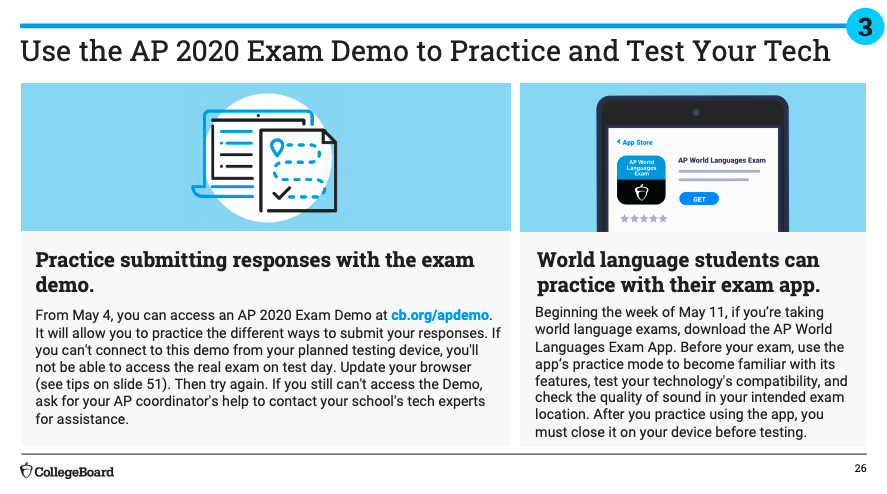 3
Use the AP 2020 Exam Demo to Practice and Test Your Tech
App Store
AP World
Languages
Exam
AP World Languages Exam
GET
Practice submitting responses with the exam
demo.
From May 4, you can access an AP 2020 Exam Demo at cb.org/apdemo.
It will allow you to practice the different ways to submit your responses. If
you can't connect to this demo from your planned testing device, you'll
not be able to access the real exam on test day. Update your browser
(see tips on slide 51). Then try again. If you still can't access the Demo,
ask for your AP coordinator's help to contact your school's tech experts
for assistance.
World language students can
practice with their exam app.
Beginning the week of May 11, if you’re taking
world language exams, download the AP World
Languages Exam App. Before your exam, use the
app’s practice mode to become familiar with its
features, test your technology's compatibility, and
check the quality of sound in your intended exam
location. After you practice using the app, you
must close it on your device before testing.
CollegeBoard
26